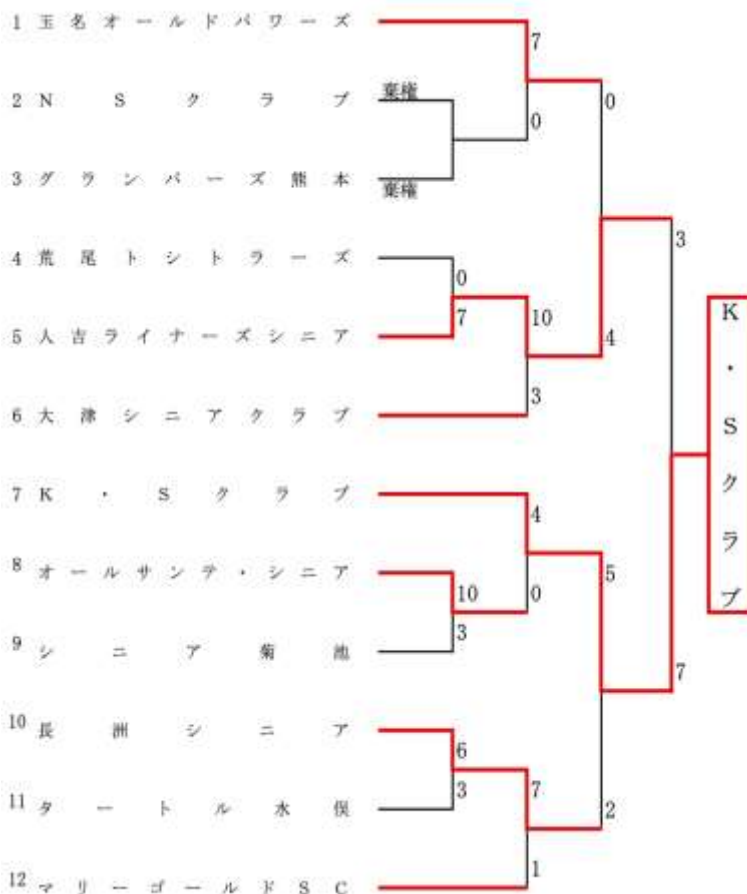 1 玉名オールドパワーズ
7
2 NSクラブ
棄権
0
0
3 グランパーズ熊本
棄権
3
4 荒尾トシトラーズ
0
7
10
5 人吉ライナーズシニア
4
3
6 大津シニアクラブ
K・Sクラブ
7 K・Sクラブ
4
8 オールサンテ・シニア
5
10
0
3
9 シニア菊池
7
10 長洲シニア
6
3
7
11 タートル水俣
2
1
12 マリーゴールドSC